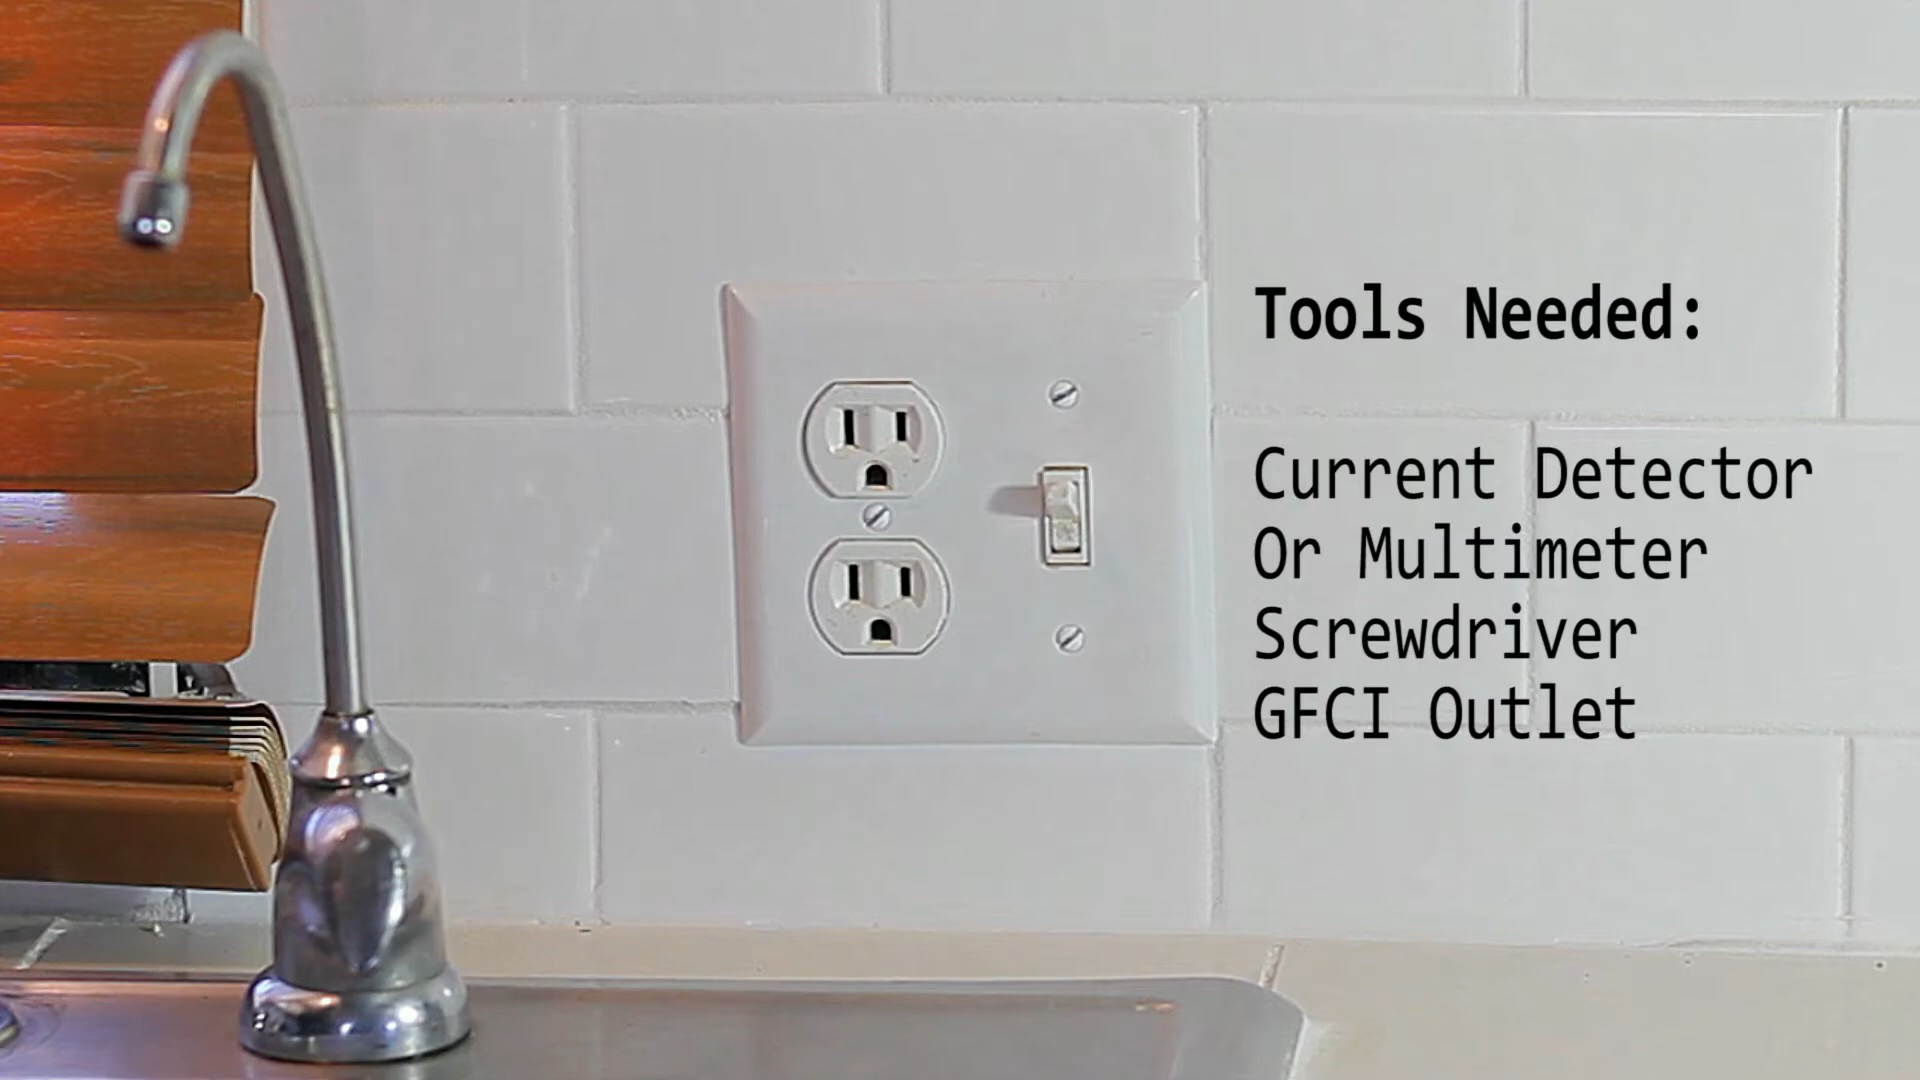 Tools Needed:
Current Detector
Or Multimeter
Screwdriver
GFCI Outlet